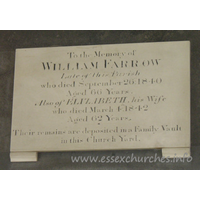 To the Memory of
WILLIAM FARROW
Late of this Parish
who died September 26 1840
Aged 66 Years.
Also of ELIZABETH, his Wife
who died March 4 1842
Aged 62 Years.
Their remains are deposited in a Family Vault
in this Church Yard.
www.essexchurches.info